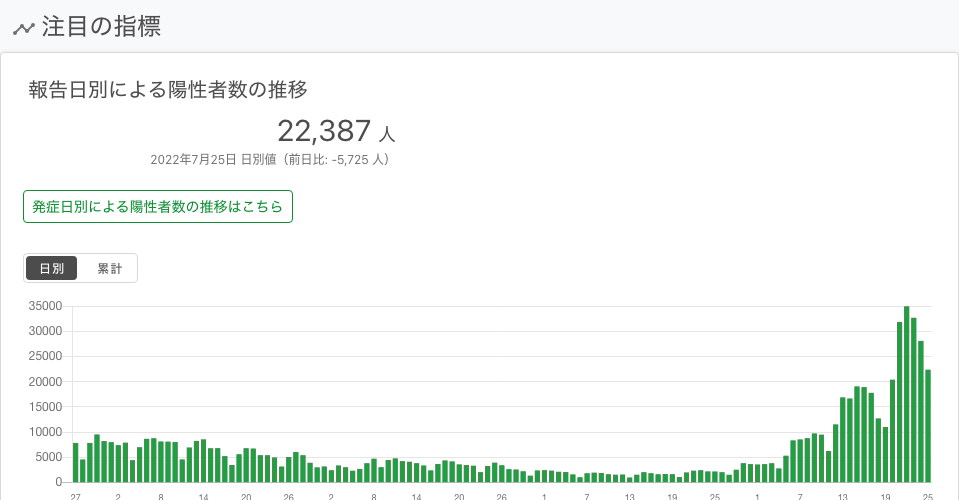 注目の指標
報告日別による陽性者数の推移
22,387 人
2022年7月25日 日別値（前日比: -5,725 人）
発症日別による陽性者数の推移はこちら
日別 累計
35000
30000
25000
20000
15000
10000
5000
0
27 2 8 14 20 26 2 8 14 20 26 1 7 13 19 25 1 7 13 19 25